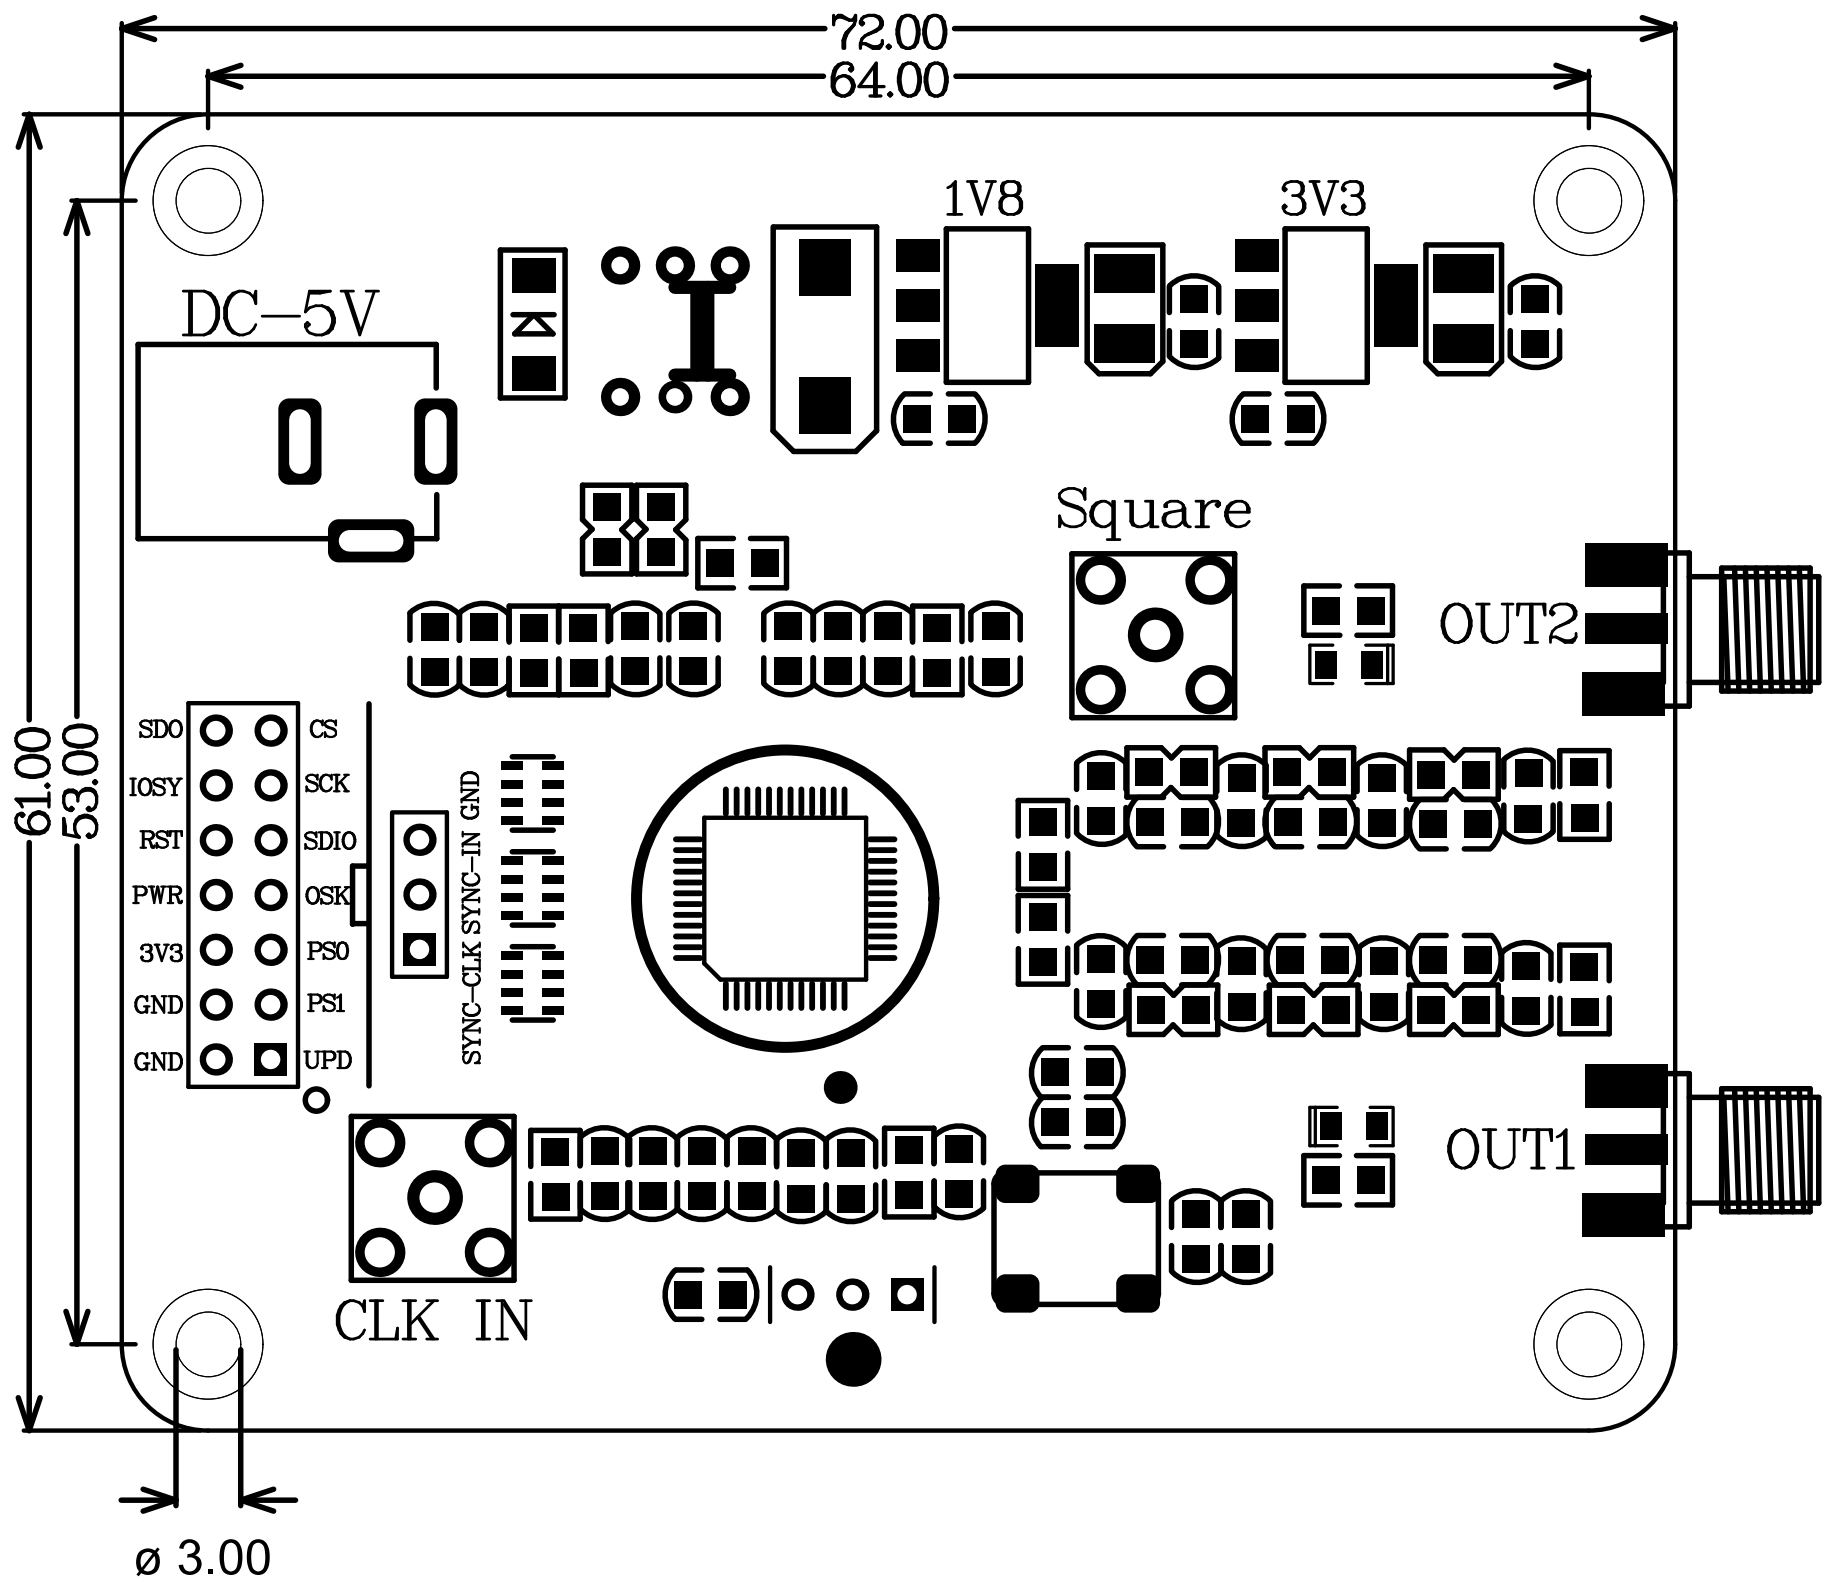 72.00
64.00
1V8
3V3
DC-5V
Square
OUT2
61.00
53.00
SDO CS
IOSY SCK
RST SDIO
PWR OSK
3V3 PS0
GND PS1
GND UPD
SYNC-CLK SYNC-IN GND
OUT1
CLK IN
ø 3.00